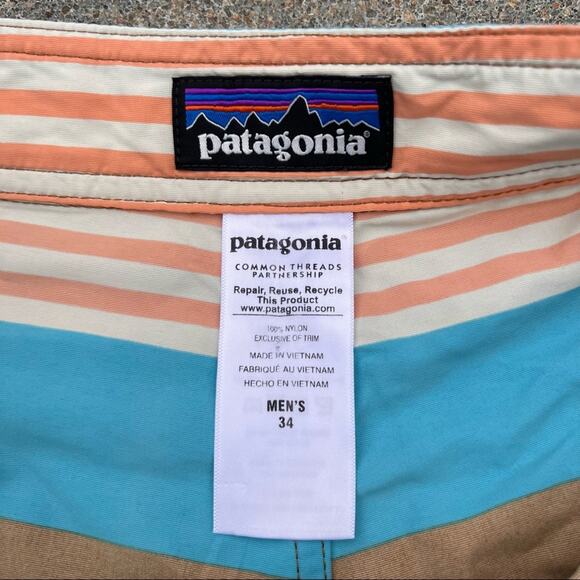 patagonia®
patagonia®
COMMON THREADS
PARTNERSHIP
Repair, Reuse, Recycle
This Product
www.patagonia.com
100% NYLON
EXCLUSIVE OF TRIM
MADE IN VIETNAM
FABRIQUÉ AU VIETNAM
HECHO EN VIETNAM
MEN'S
34